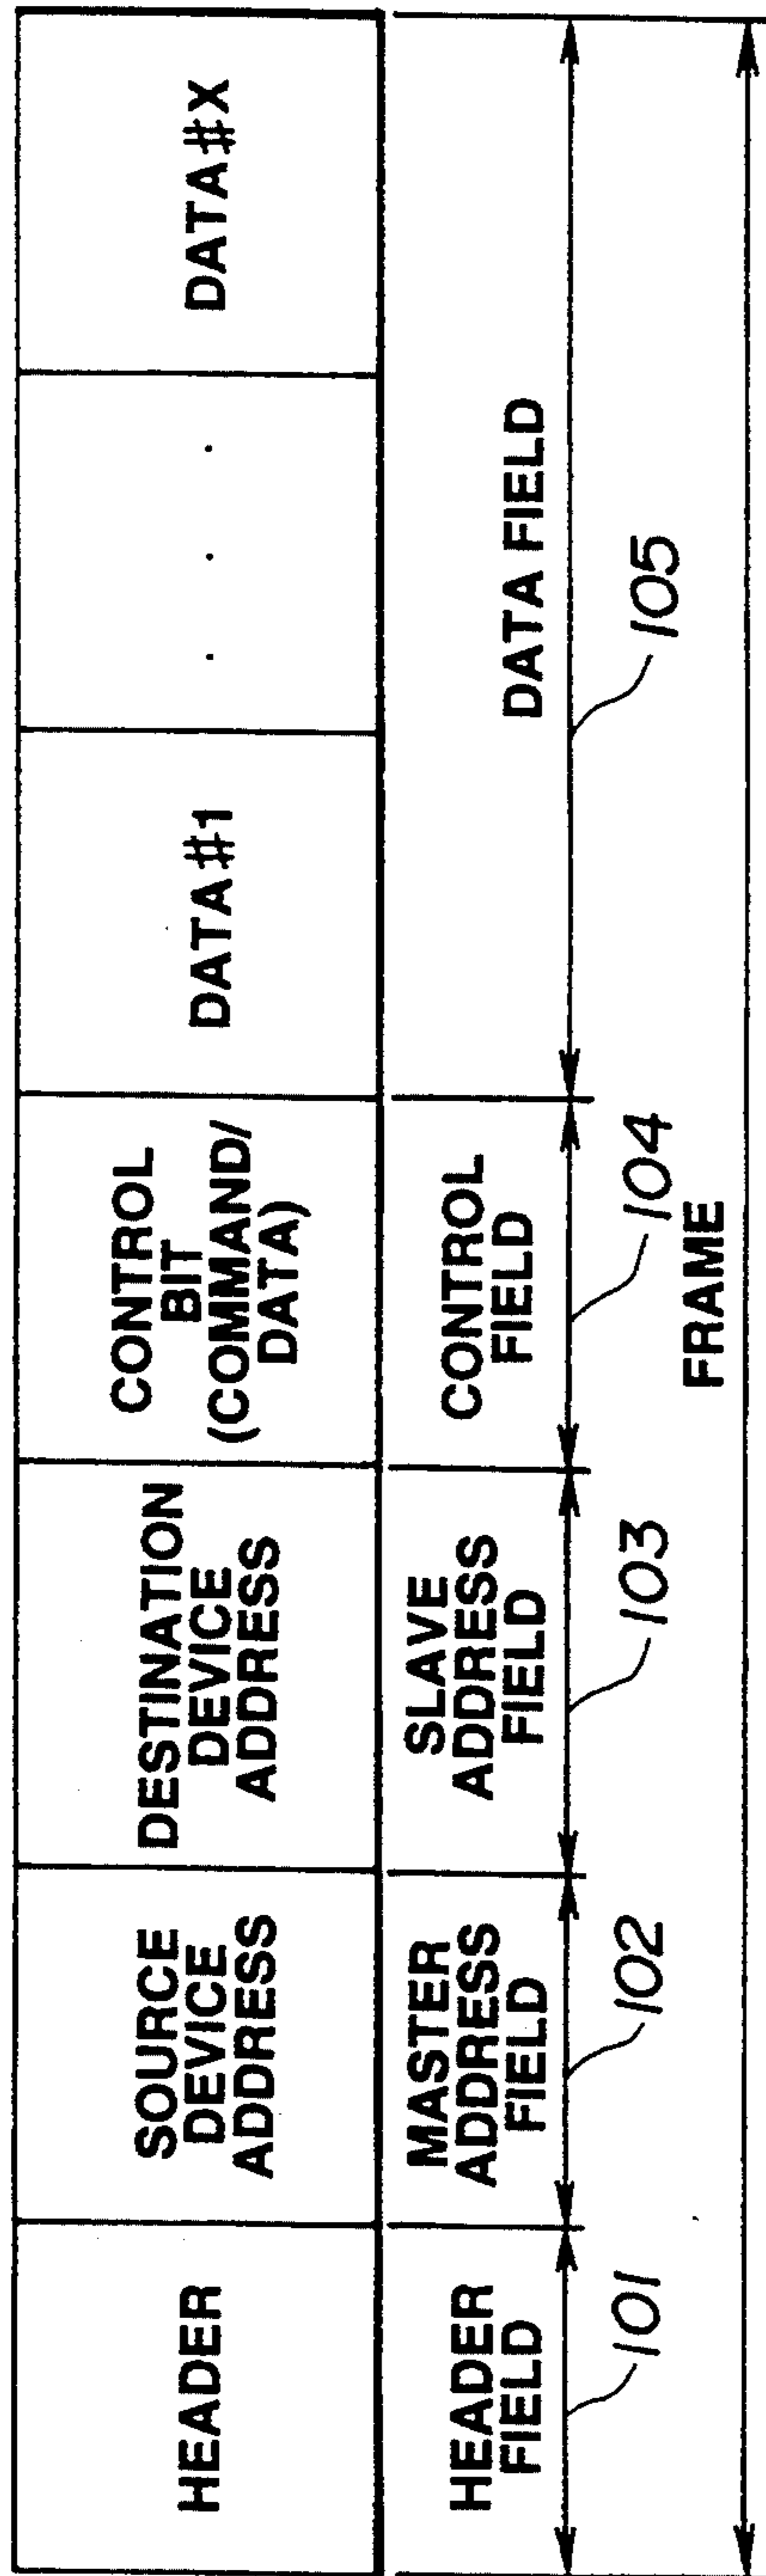 HEADER
SOURCE
DEVICE
ADDRESS
DESTINATION
DEVICE
ADDRESS
CONTROL
BIT
(COMMAND/
DATA)
DATA#1
. . .
DATA#X
HEADER
FIELD
MASTER
ADDRESS
FIELD
SLAVE
ADDRESS
FIELD
CONTROL
FIELD
DATA FIELD
101
102
103
104
105
FRAME